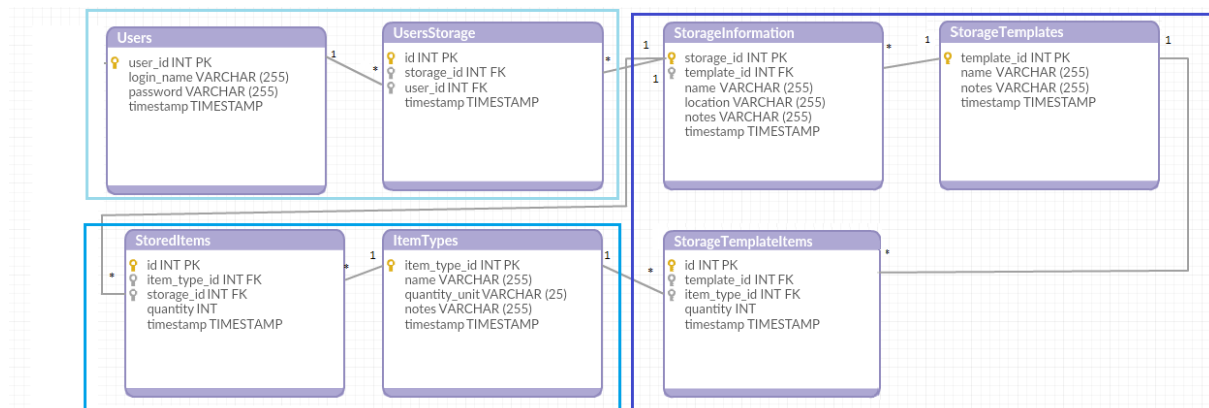 Users
user_id INT PK
login_name VARCHAR (255)
password VARCHAR (255)
timestamp TIMESTAMP
1
*
UsersStorage
id INT PK
storage_id INT FK
user_id INT FK
timestamp TIMESTAMP
*
1
1
StorageInformation
storage_id INT PK
template_id INT FK
name VARCHAR (255)
location VARCHAR (255)
notes VARCHAR (255)
timestamp TIMESTAMP
*
1
StorageTemplates
template_id INT PK
name VARCHAR (255)
notes VARCHAR (255)
timestamp TIMESTAMP
1
*
StoredItems
id INT PK
item_type_id INT FK
storage_id INT FK
quantity INT
timestamp TIMESTAMP
*
1
ItemTypes
item_type_id INT PK
name VARCHAR (255)
quantity_unit VARCHAR (25)
notes VARCHAR (255)
timestamp TIMESTAMP
1
*
StorageTemplateItems
id INT PK
template_id INT FK
item_type_id INT FK
quantity INT
timestamp TIMESTAMP
*